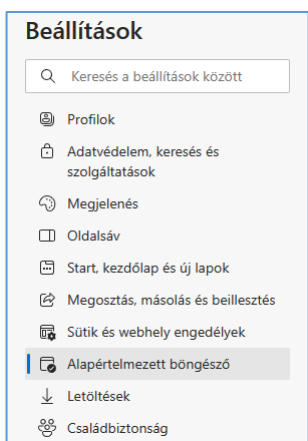 Beállítások
Keresés a beállítások között
Profilok
Adatvédelem, keresés és
szolgáltatások
Megjelenés
Oldalsáv
Start, kezdőlap és új lapok
Megosztás, másolás és beillesztés
Sütik és webhely engedélyek
Alapértelmezett böngésző
Letöltések
Családbiztonság